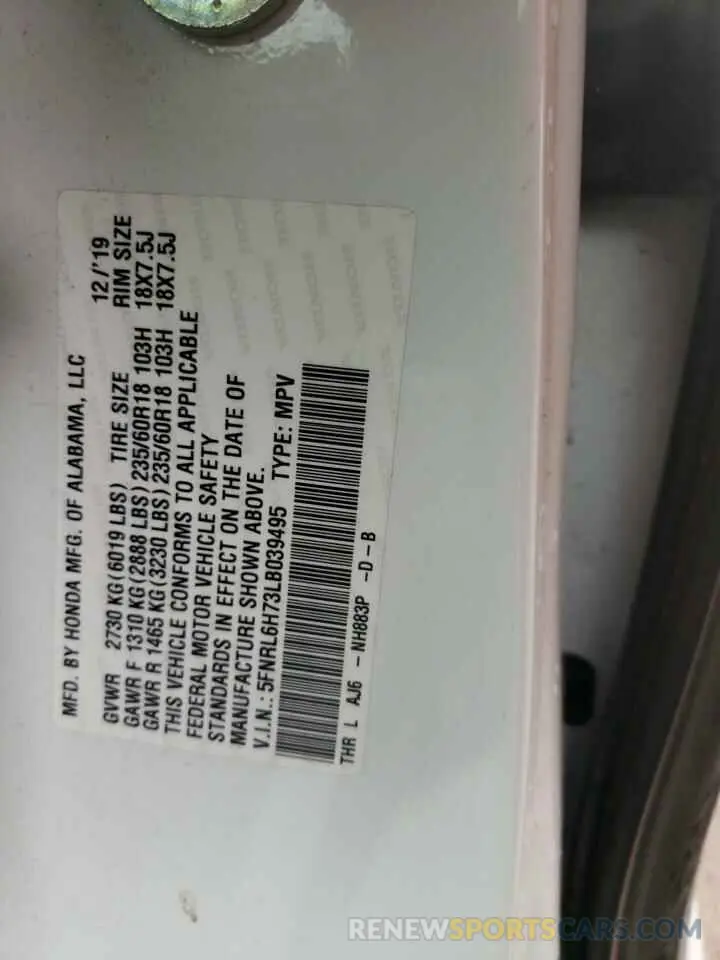 MFD. BY HONDA MFG. OF ALABAMA, LLC 12/'19
GVWR 2730 KG(6019 LBS) TIRE SIZE RIM SIZE
GAWR F 1310 KG(2888 LBS)235/60R18 103H 18X7.5J
GAWR R 1465 KG(3230 LBS)235/60R18 103H 18X7.5J
THIS VEHICLE CONFORMS TO ALL APPLICABLE
FEDERAL MOTOR VEHICLE SAFETY
STANDARDS IN EFFECT ON THE DATE OF
MANUFACTURE SHOWN ABOVE.
V.I.N.: 5FNRL6H73LB039495 TYPE: MPV
THR L AJ6 - NH883P -D-B
RENEWSPORTSCARS.COM